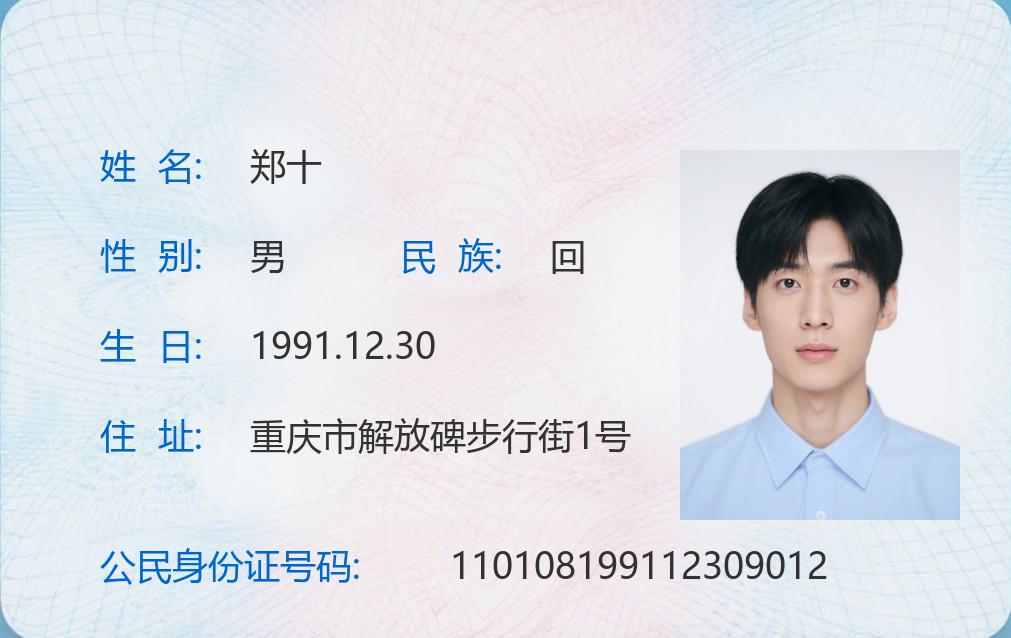 姓 名: 郑十
性 别: 男 民 族: 回
生 日: 1991.12.30
住 址: 重庆市解放碑步行街1号
公民身份证号码: 110108199112309012